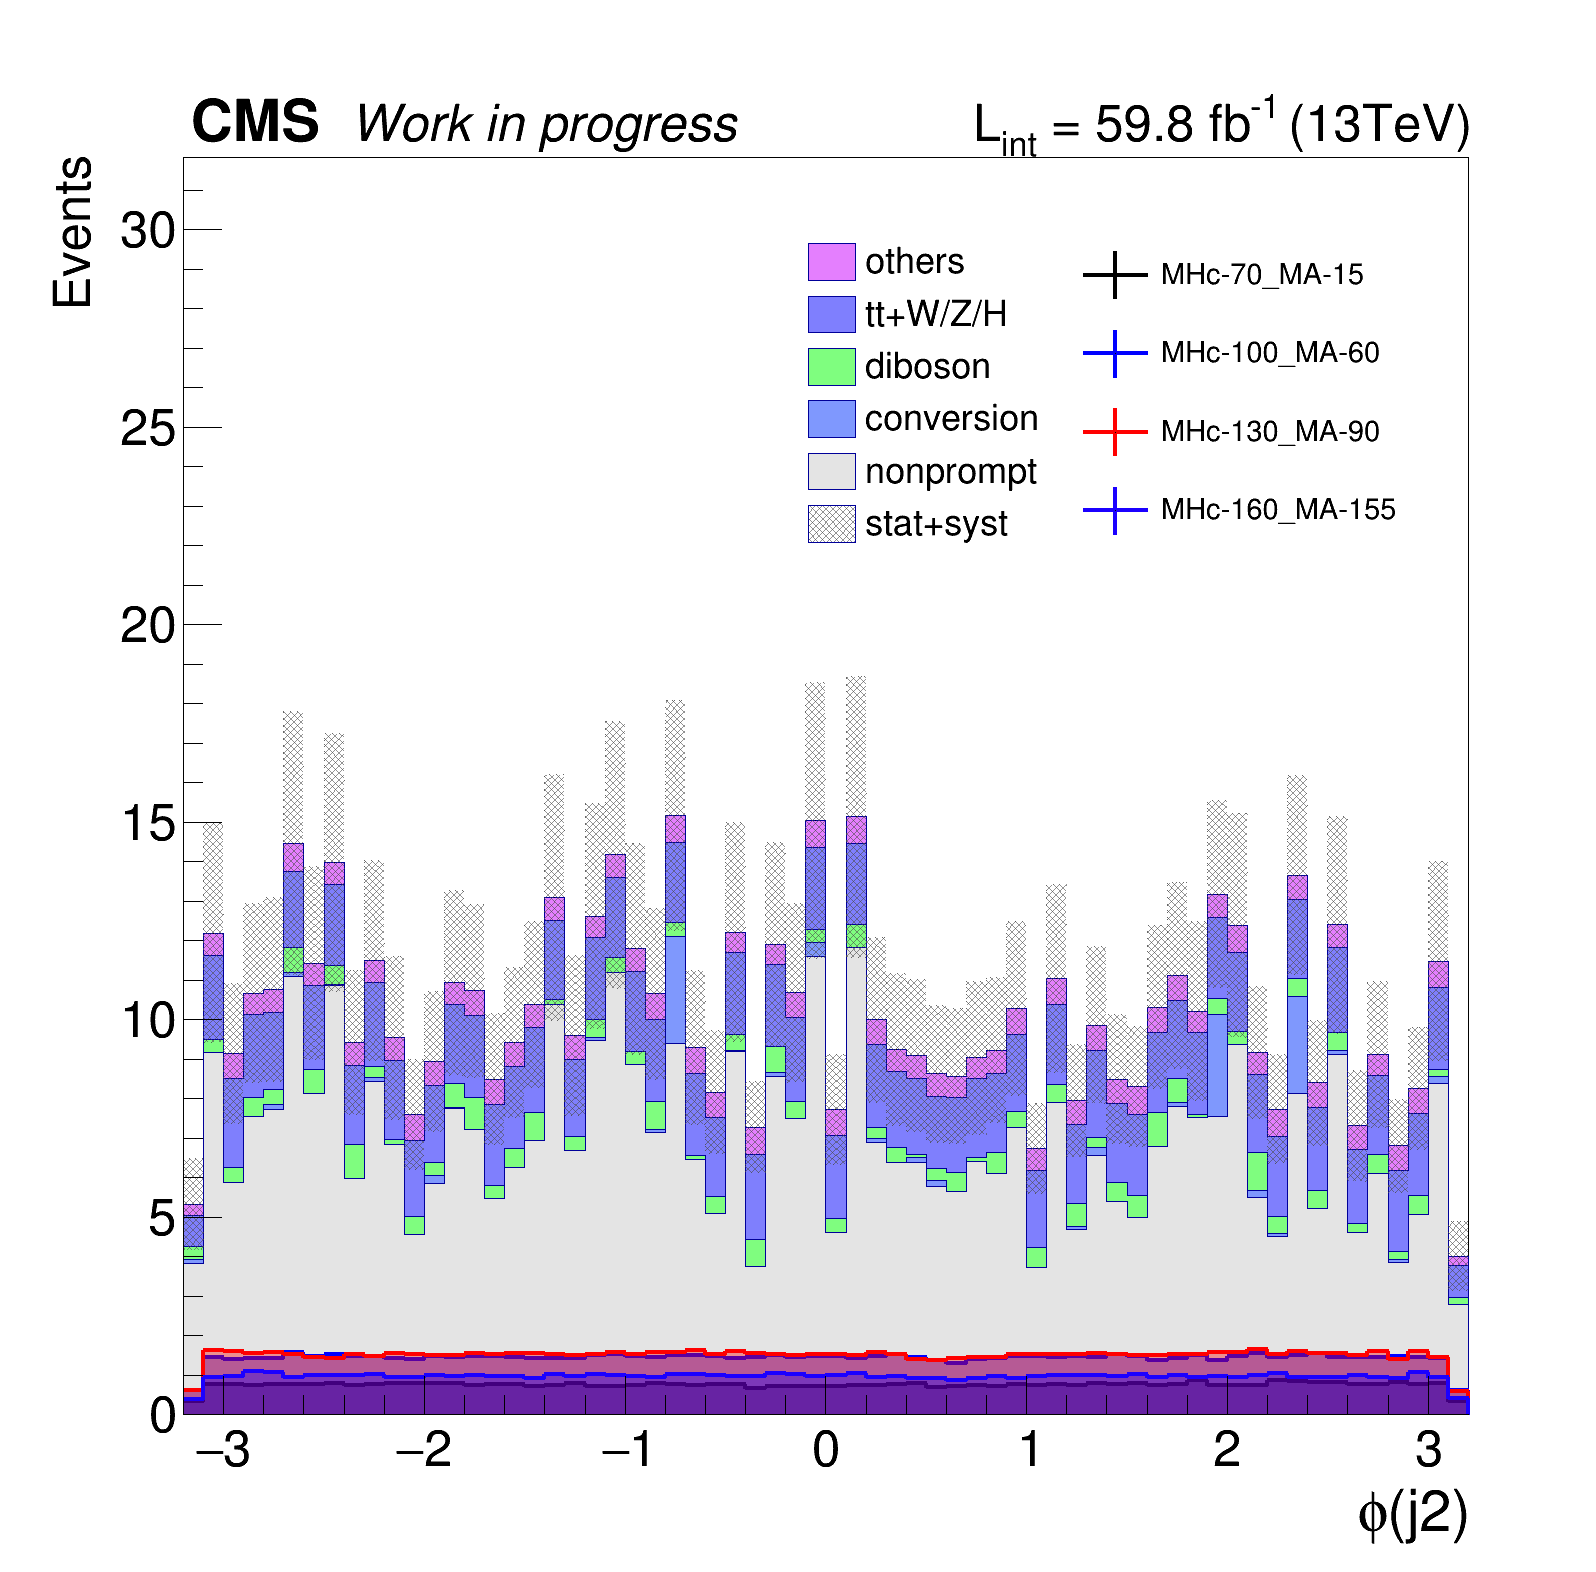 CMS Work in progress
L_int = 59.8 fb^-1 (13TeV)
Events
30
25
20
15
10
5
0
others
tt+W/Z/H
diboson
conversion
nonprompt
stat+syst
MHc-70_MA-15
MHc-100_MA-60
MHc-130_MA-90
MHc-160_MA-155
−3 −2 −1 0 1 2 3
ϕ(j2)